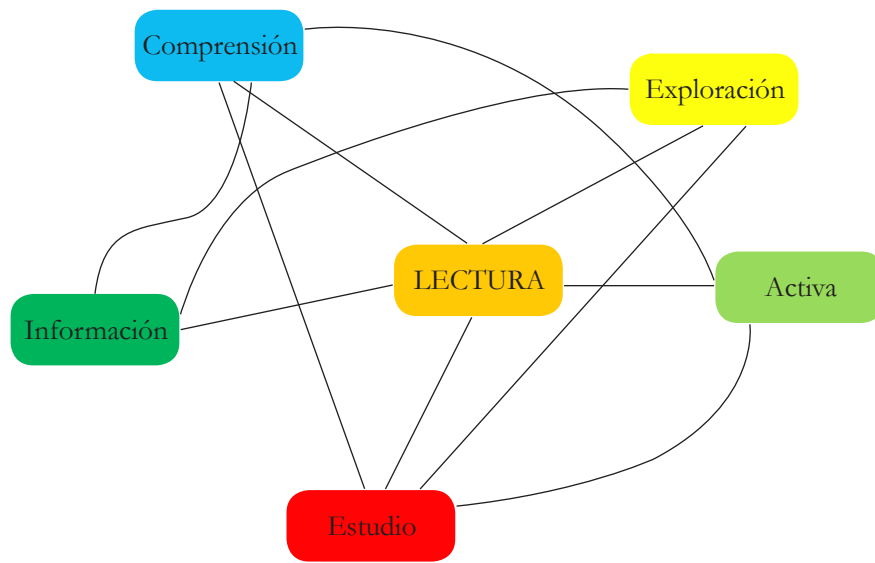 Comprensión
Exploración
LECTURA
Activa
Información
Estudio